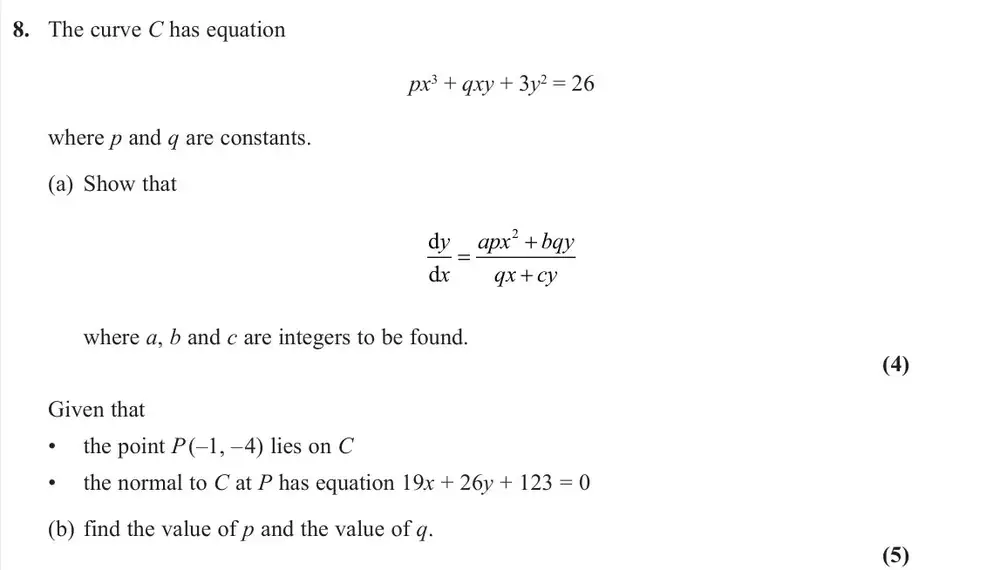 8. The curve C has equation
px³ + qxy + 3y² = 26
where p and q are constants.
(a) Show that
dy/dx = (apx² + bqy)/(qx + cy)
where a, b and c are integers to be found.
(4)
Given that
• the point P(–1, –4) lies on C
• the normal to C at P has equation 19x + 26y + 123 = 0
(b) find the value of p and the value of q.
(5)